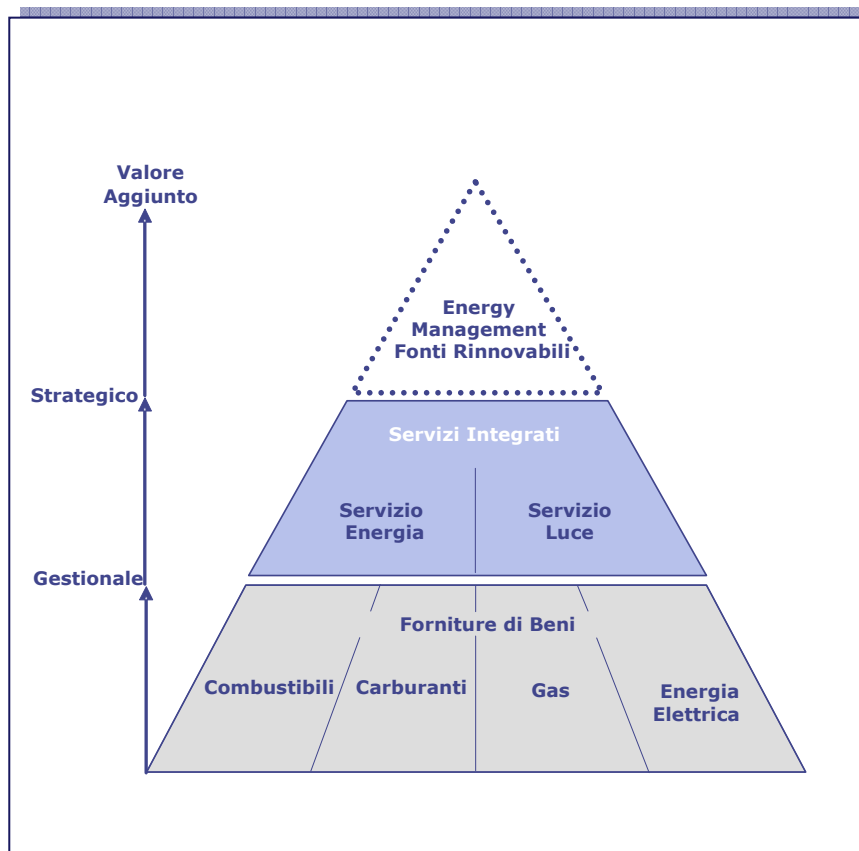 Valore
Aggiunto
Energy
Management
Fonti Rinnovabili
Strategico
Servizi Integrati
Servizio
Energia
Servizio
Luce
Gestionale
Forniture di Beni
Combustibili
Carburanti
Gas
Energia
Elettrica